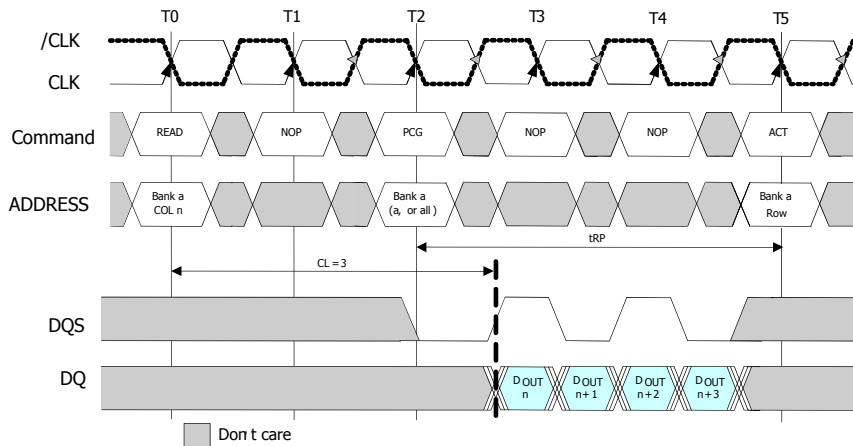 T0 T1 T2 T3 T4 T5
/CLK
CLK
Command READ NOP PCG NOP NOP ACT
ADDRESS Bank a COL n Bank a (a, or all ) Bank a Row
tRP
CL = 3
DQS
DQ DOUT n DOUT n + 1 DOUT n + 2 DOUT n + 3
Don't care